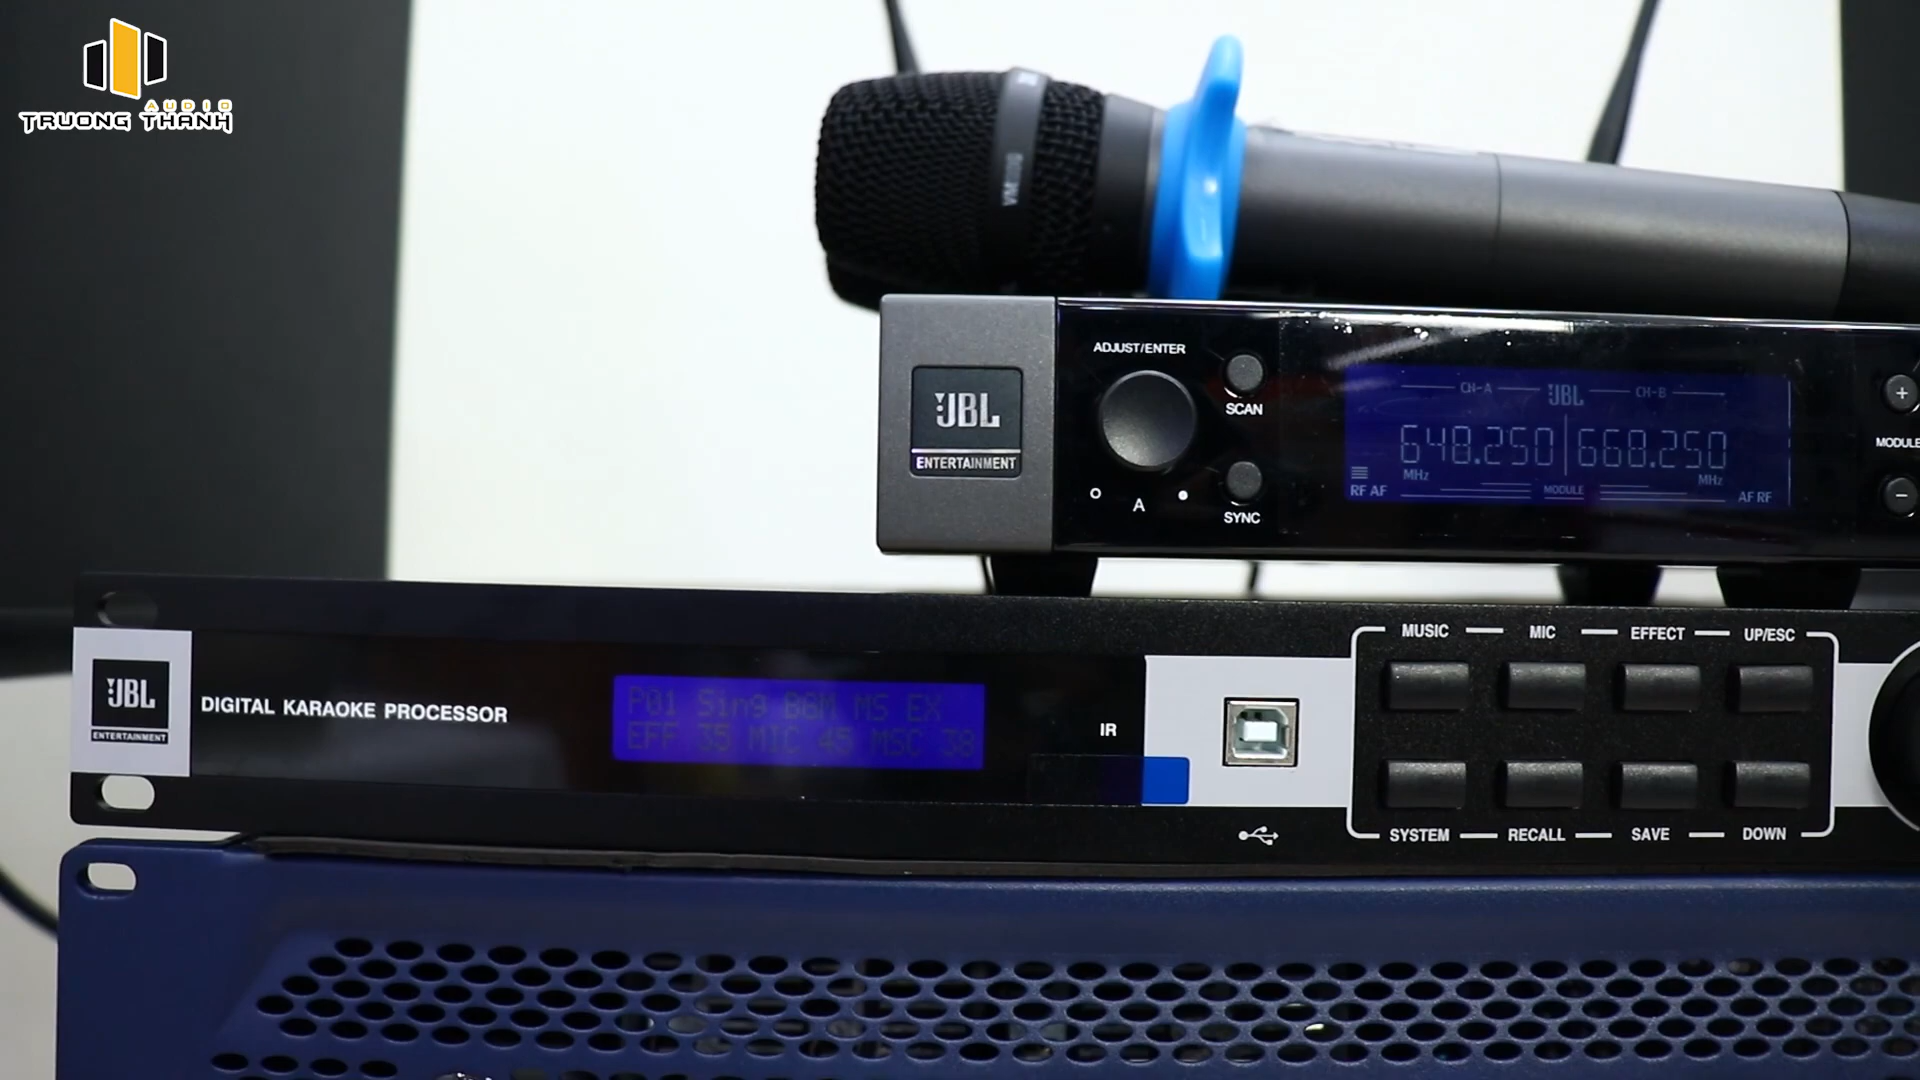 AUDIO
TRUONG THANH
ADJUST/ENTER
SCAN
SYNC
A
JBL
ENTERTAINMENT
CH-A JBL CH-B
648.250 668.250
MHz MHz
RF AF MODULE AF RF
+
MODULE
−
JBL
ENTERTAINMENT
DIGITAL KARAOKE PROCESSOR
P01 Sing BGM MS EX
EFF 35 MIC 45 MSC 38
IR
MUSIC MIC EFFECT UP/ESC
SYSTEM RECALL SAVE DOWN